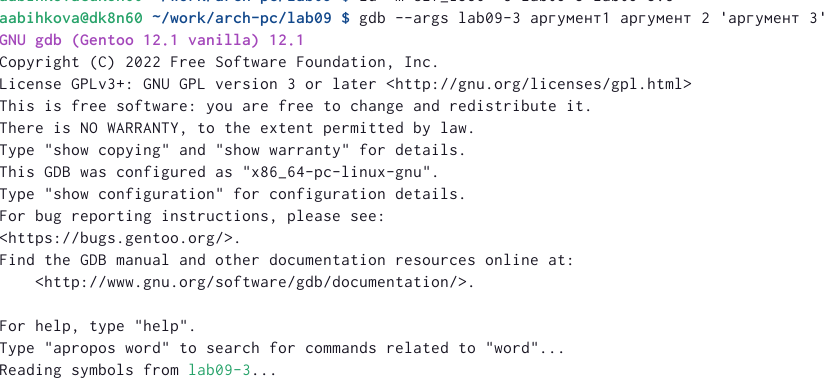 aabihkova@dk8n60 ~/work/arch-pc/lab09 $ gdb --args lab09-3 аргумент1 аргумент 2 'аргумент 3'
GNU gdb (Gentoo 12.1 vanilla) 12.1
Copyright (C) 2022 Free Software Foundation, Inc.
License GPLv3+: GNU GPL version 3 or later <http://gnu.org/licenses/gpl.html>
This is free software: you are free to change and redistribute it.
There is NO WARRANTY, to the extent permitted by law.
Type "show copying" and "show warranty" for details.
This GDB was configured as "x86_64-pc-linux-gnu".
Type "show configuration" for configuration details.
For bug reporting instructions, please see:
<https://bugs.gentoo.org/>.
Find the GDB manual and other documentation resources online at:
    <http://www.gnu.org/software/gdb/documentation/>.

For help, type "help".
Type "apropos word" to search for commands related to "word"...
Reading symbols from lab09-3...